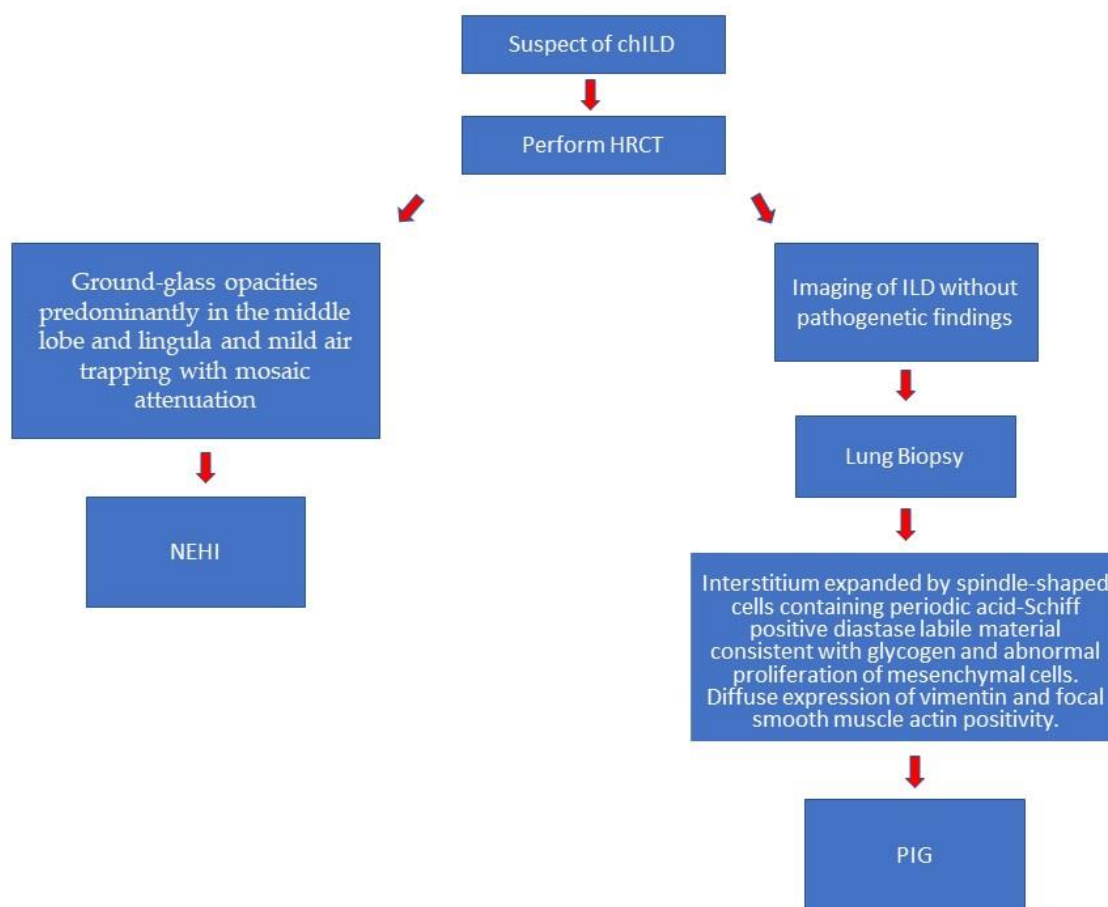 Suspect of chILD
Perform HRCT
Ground-glass opacities
predominantly in the middle
lobe and lingula and mild air
trapping with mosaic
attenuation
NEHI
Imaging of ILD without
pathogenetic findings
Lung Biopsy
Interstitium expanded by spindle-shaped
cells containing periodic acid-Schiff
positive diastase labile material
consistent with glycogen and abnormal
proliferation of mesenchymal cells.
Diffuse expression of vimentin and focal
smooth muscle actin positivity.
PIG